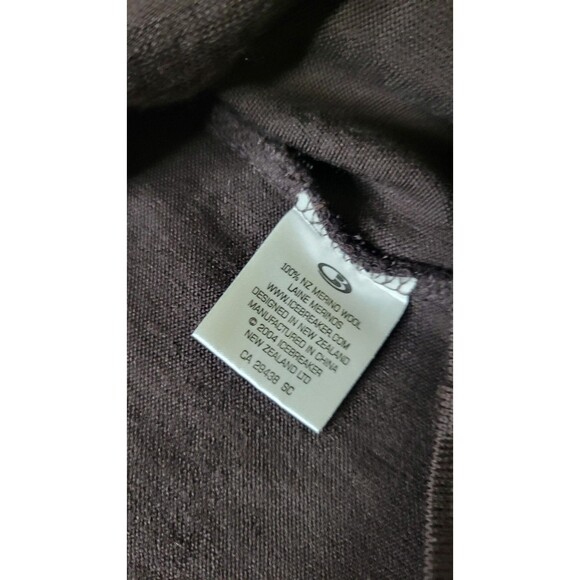 100% NZ MERINO WOOL
LAINE MERINOS
WWW.ICEBREAKER.COM
DESIGNED IN NEW ZEALAND
MANUFACTURED IN CHINA
© 2004 ICEBREAKER
NEW ZEALAND LTD
CA 29438 SC